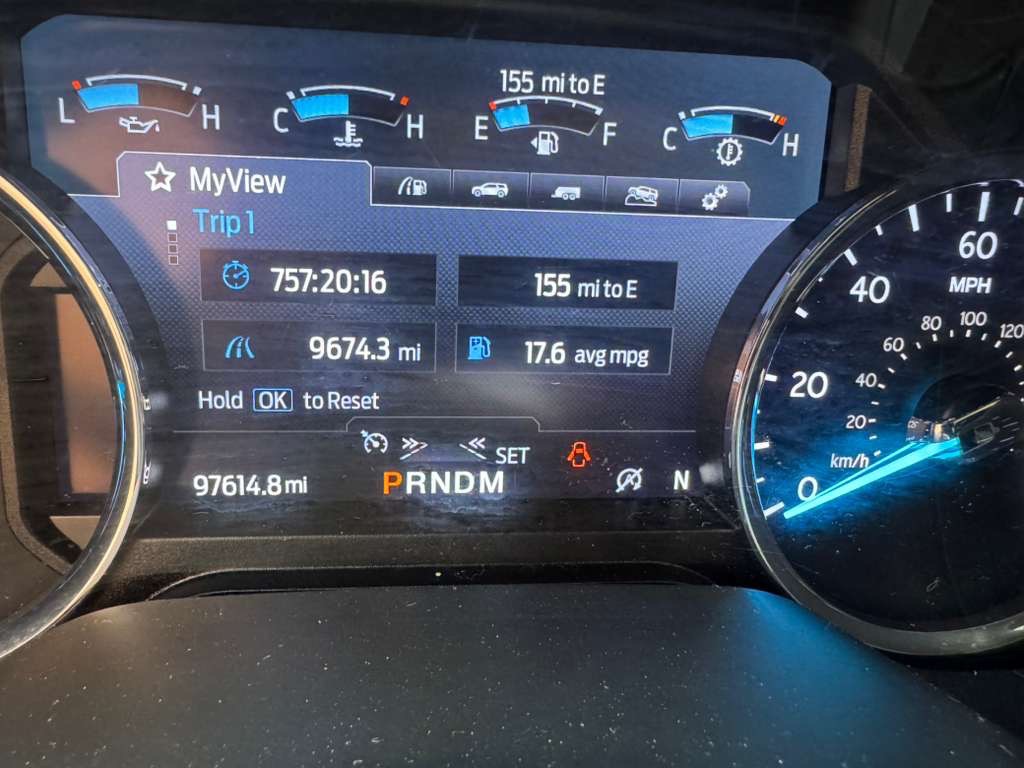 155 mi to E
L H
C H
E F
C H
MyView
Trip 1
757:20:16
155 mi to E
9674.3 mi
17.6 avg mpg
Hold OK to Reset
SET
97614.8 mi
PRNDM
N
0
20
40
60
MPH
km/h
20
40
60
80
100
120